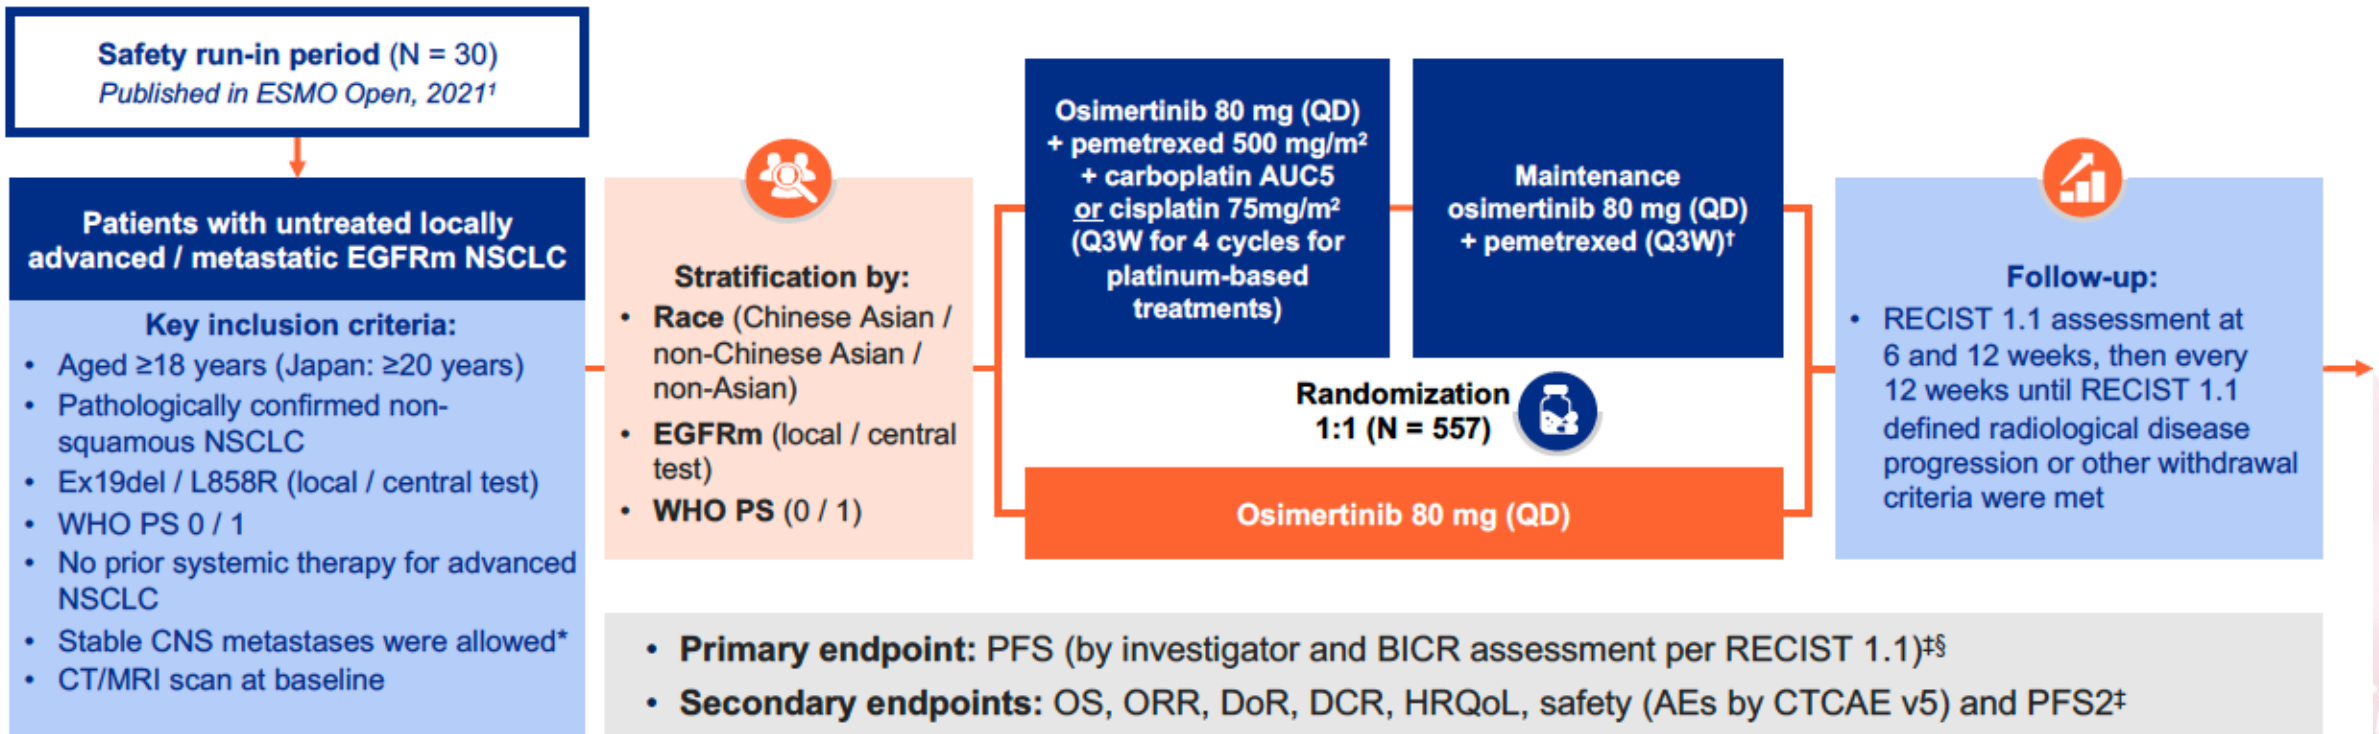 Safety run-in period (N = 30)
Published in ESMO Open, 2021¹
Patients with untreated locally
advanced / metastatic EGFRm NSCLC
Key inclusion criteria:
• Aged ≥18 years (Japan: ≥20 years)
• Pathologically confirmed non-
squamous NSCLC
• Ex19del / L858R (local / central test)
• WHO PS 0 / 1
• No prior systemic therapy for advanced
NSCLC
• Stable CNS metastases were allowed*
• CT/MRI scan at baseline
Stratification by:
• Race (Chinese Asian /
non-Chinese Asian /
non-Asian)
• EGFRm (local / central
test)
• WHO PS (0 / 1)
Osimertinib 80 mg (QD)
+ pemetrexed 500 mg/m²
+ carboplatin AUC5
or cisplatin 75mg/m²
(Q3W for 4 cycles for
platinum-based
treatments)
Maintenance
osimertinib 80 mg (QD)
+ pemetrexed (Q3W)†
Randomization
1:1 (N = 557)
Osimertinib 80 mg (QD)
Follow-up:
• RECIST 1.1 assessment at
6 and 12 weeks, then every
12 weeks until RECIST 1.1
defined radiological disease
progression or other withdrawal
criteria were met
• Primary endpoint: PFS (by investigator and BICR assessment per RECIST 1.1)‡§
• Secondary endpoints: OS, ORR, DoR, DCR, HRQoL, safety (AEs by CTCAE v5) and PFS2‡